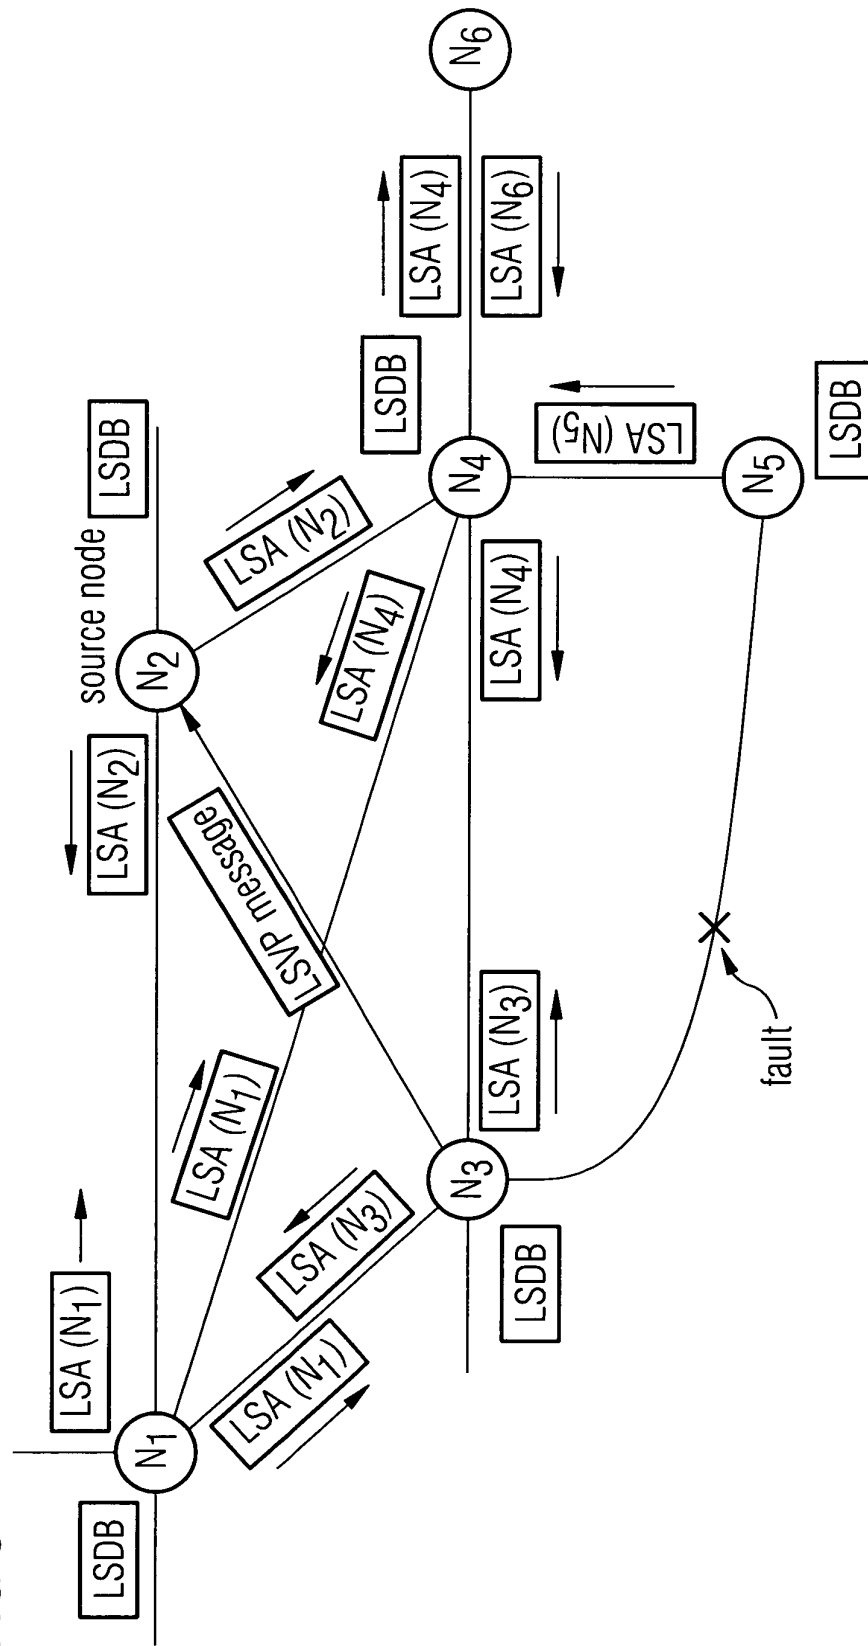 LSDB
N1
LSA (N1)
LSA (N1)
LSA (N1)
LSA (N3)
LSDB
N3
LSA (N3)
LSVP message
fault
LSA (N2)
source node
N2
LSDB
LSA (N2)
LSA (N4)
LSA (N4)
LSDB
N4
LSA (N5)
N5
LSDB
LSA (N4)
LSA (N6)
N6